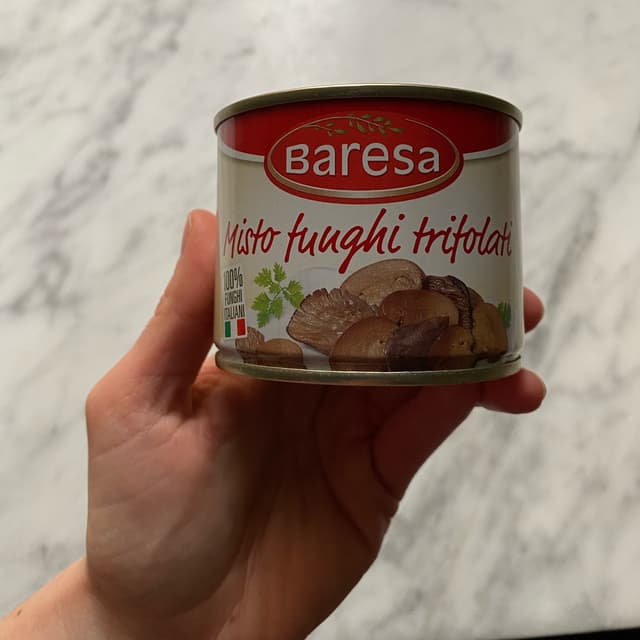 Baresa
Misto funghi trifolati
100%
FUNGHI
ITALIANI